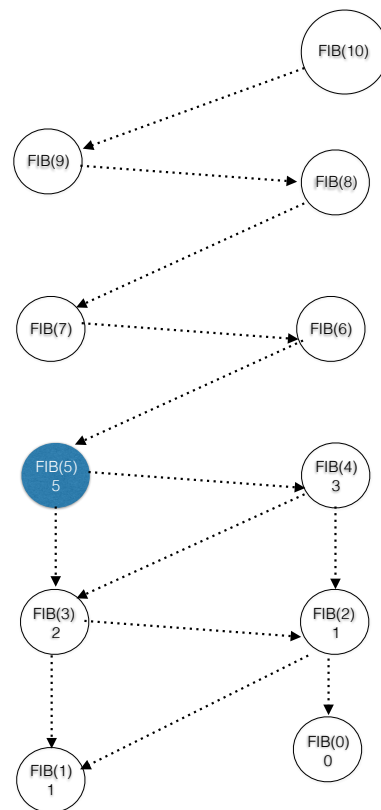 FIB(10)
FIB(9)
FIB(8)
FIB(7)
FIB(6)
FIB(5)
5
FIB(4)
3
FIB(3)
2
FIB(2)
1
FIB(0)
0
FIB(1)
1